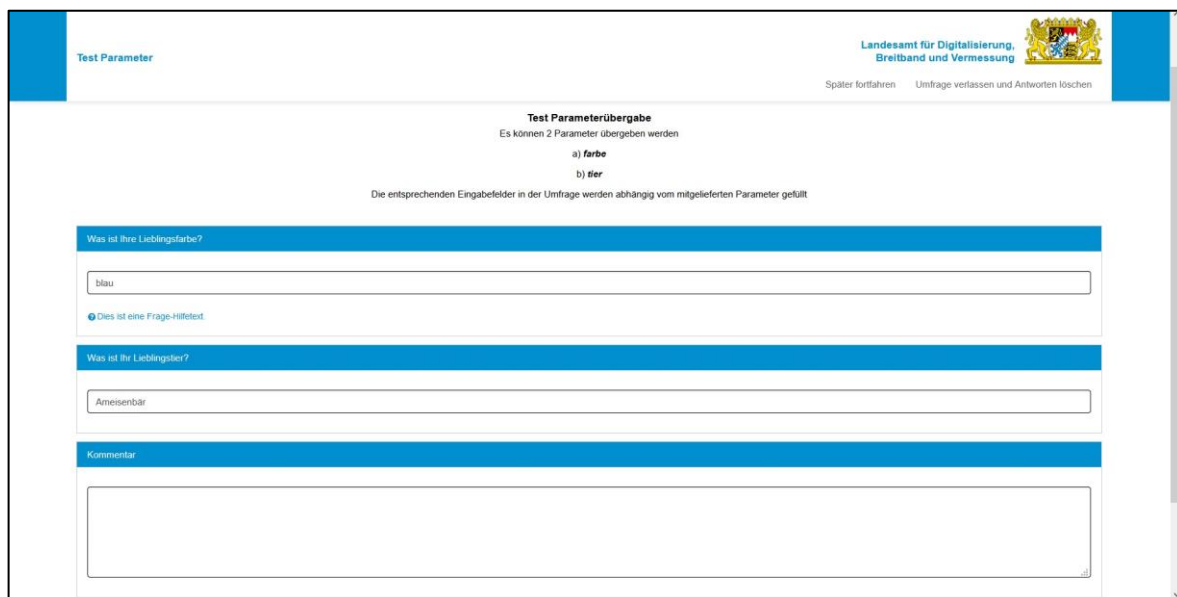 Test Parameter
Landesamt für Digitalisierung,
Breitband und Vermessung
Später fortfahren Umfrage verlassen und Antworten löschen
Test Parameterübergabe
Es können 2 Parameter übergeben werden
a) farbe
b) tier
Die entsprechenden Eingabefelder in der Umfrage werden abhängig vom mitgelieferten Parameter gefüllt
Was ist Ihre Lieblingsfarbe?
blau
Dies ist eine Frage-Hilfetext.
Was ist Ihr Lieblingstier?
Ameisenbär
Kommentar